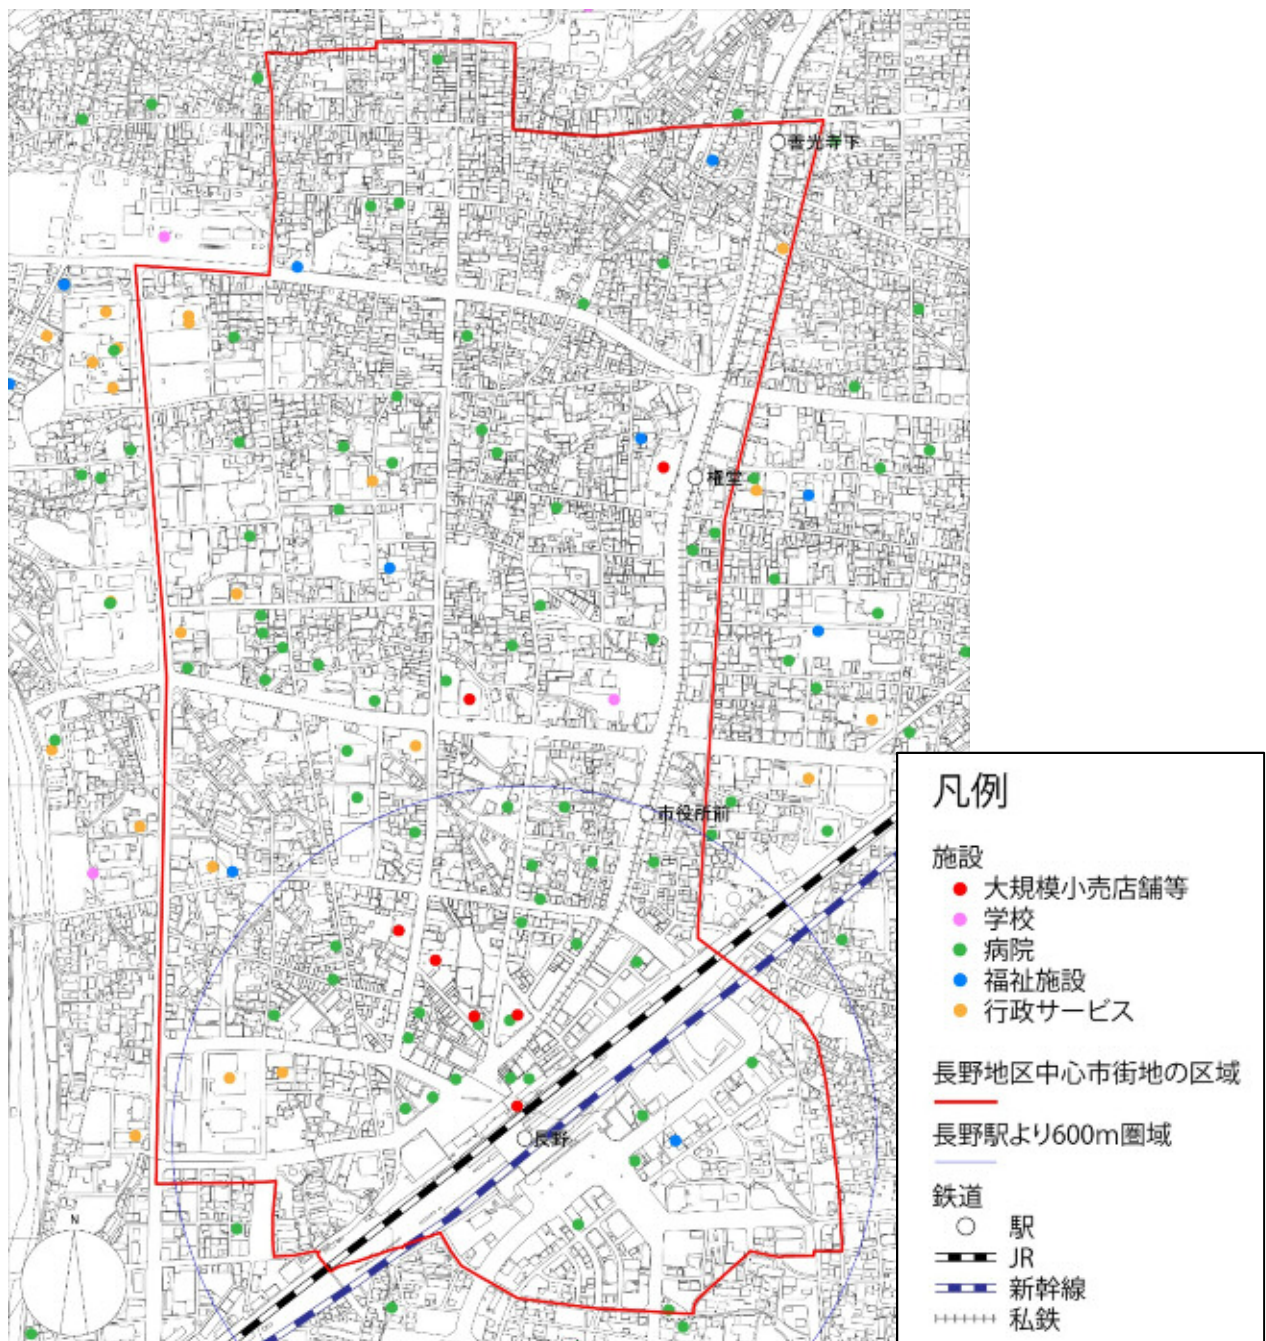 善光寺下
権堂
市役所前
長野
N
凡例
施設
大規模小売店舗等
学校
病院
福祉施設
行政サービス
長野地区中心市街地の区域
長野駅より600m圏域
鉄道
駅
JR
新幹線
私鉄